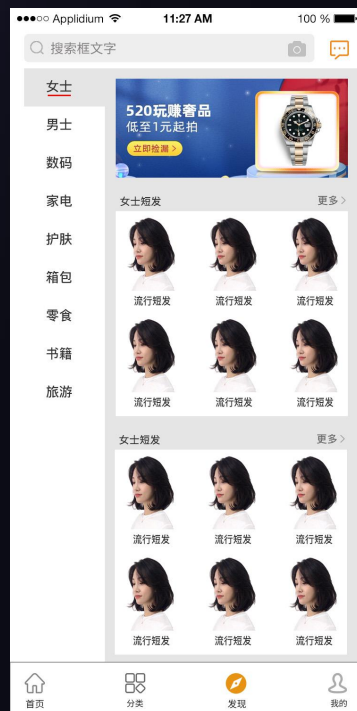 Applidium 11:27 AM 100 %
搜索框文字
女士
男士
数码
家电
护肤
箱包
零食
书籍
旅游
520玩赚奢品
低至1元起拍
立即捡漏 >
女士短发 更多 >
流行短发 流行短发 流行短发
流行短发 流行短发 流行短发
女士短发 更多 >
流行短发 流行短发 流行短发
流行短发 流行短发 流行短发
首页 分类 发现 我的